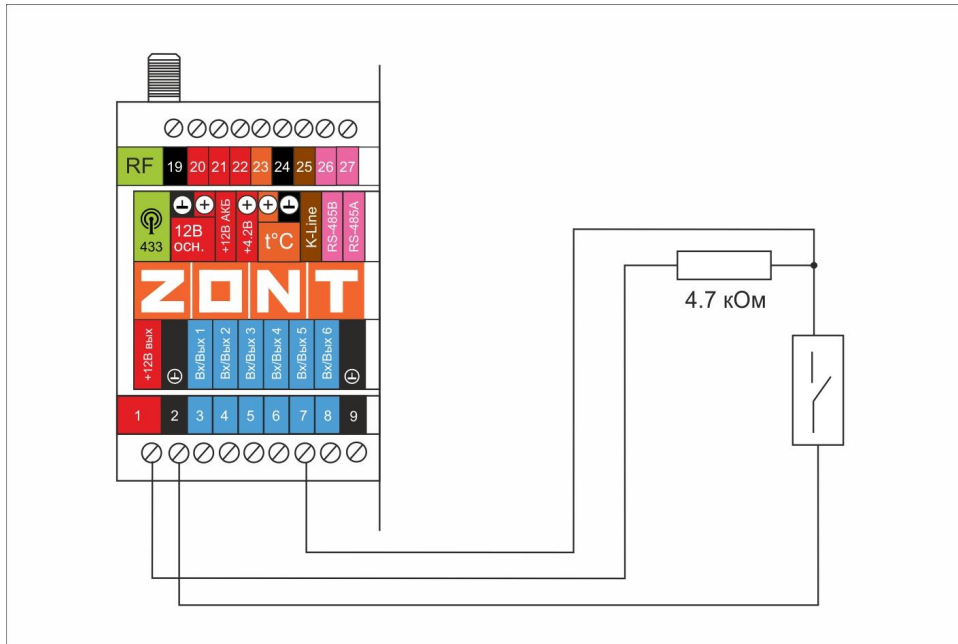 RF 19 20 21 22 23 24 25 26 27
433
12В
осн.
+12В АКБ
+4.2В
t°C
K-Line
RS-485B
RS-485A
ZONT
+12В вых
Вх/Вых 1
Вх/Вых 2
Вх/Вых 3
Вх/Вых 4
Вх/Вых 5
Вх/Вых 6
1 2 3 4 5 6 7 8 9
4.7 кОм